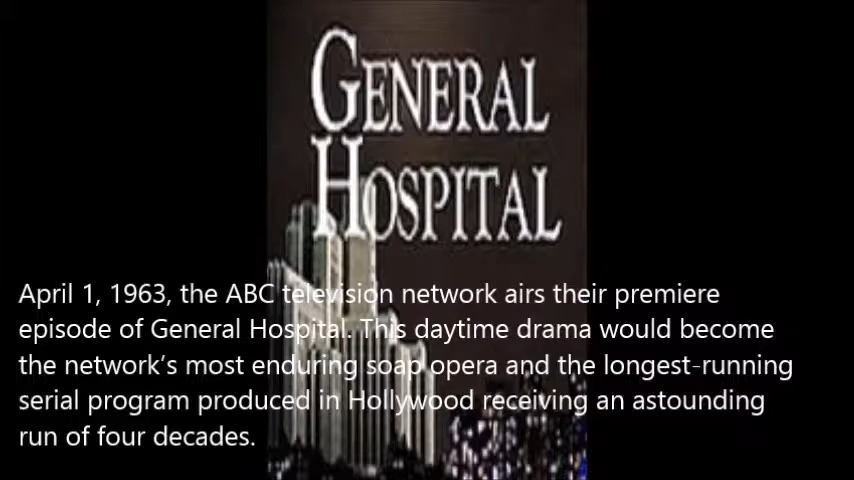 GENERAL
HOSPITAL
April 1, 1963, the ABC television network airs their premiere
episode of General Hospital. This daytime drama would become
the network’s most enduring soap opera and the longest-running
serial program produced in Hollywood receiving an astounding
run of four decades.